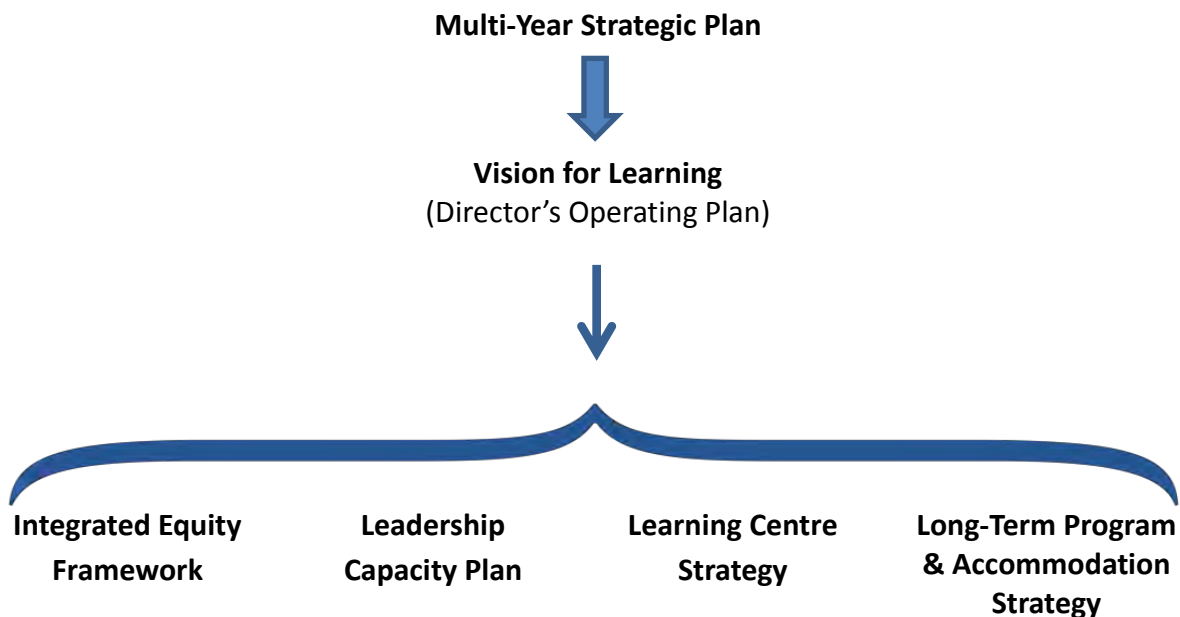 Multi-Year Strategic Plan
Vision for Learning
(Director’s Operating Plan)
Integrated Equity
Framework
Leadership
Capacity Plan
Learning Centre
Strategy
Long-Term Program
& Accommodation
Strategy